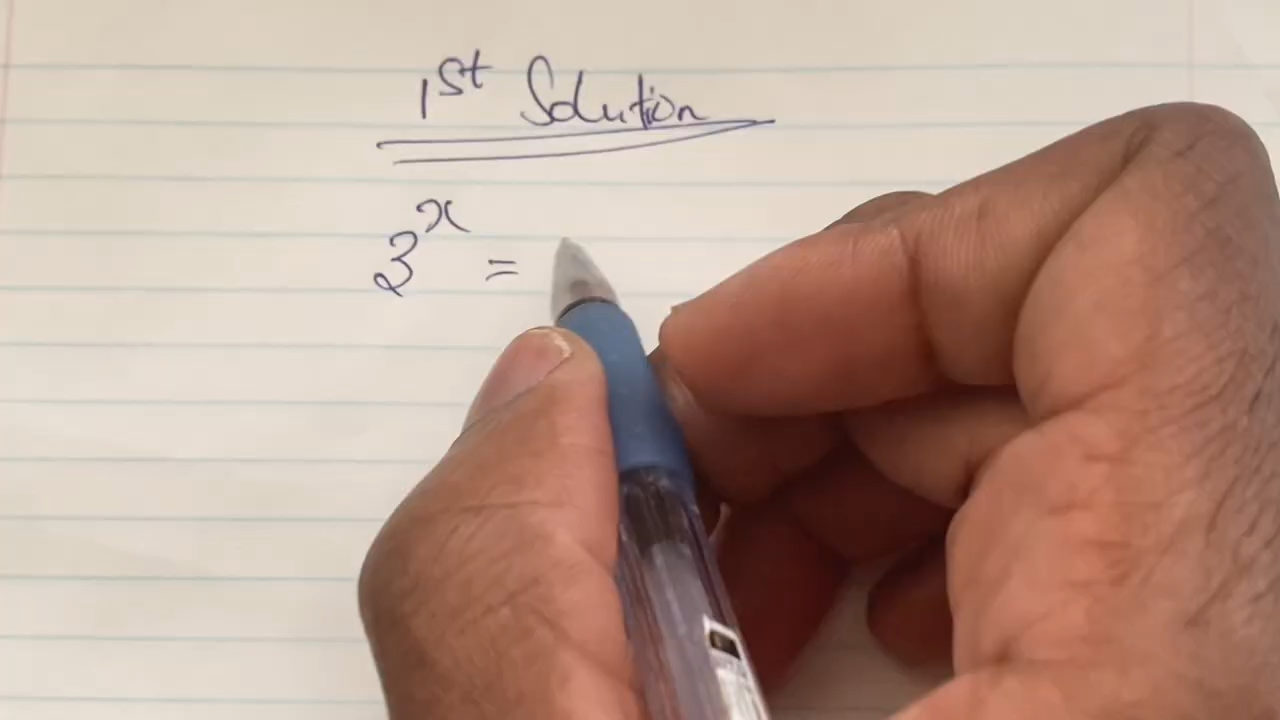 1st Solution
3^x =